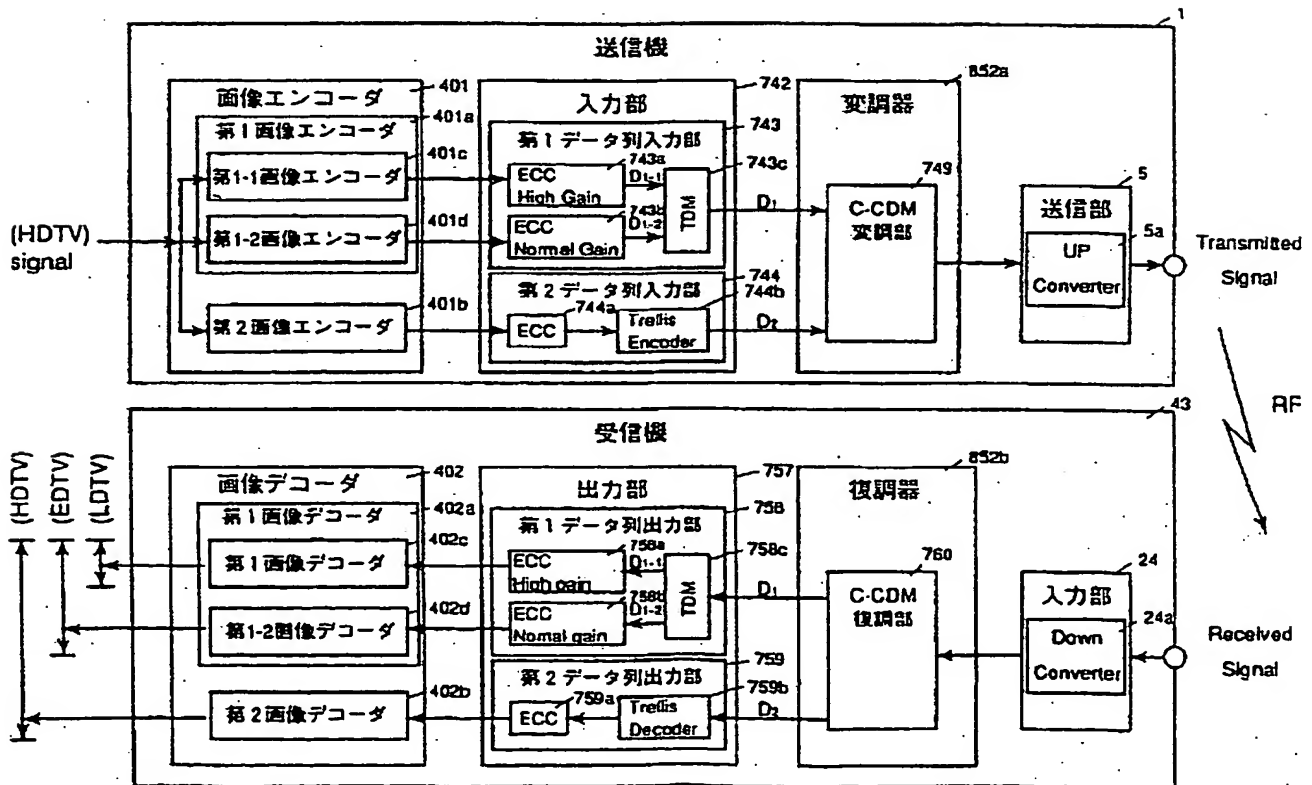 1
送信機
画像エンコーダ
401
第1画像エンコーダ
401a
第1-1画像エンコーダ
401c
第1-2画像エンコーダ
401d
第2画像エンコーダ
401b
(HDTV)
signal
入力部
742
第1データ列入力部
743
ECC
High Gain
743a
D1-1
ECC
Normal Gain
743b
D1-2
TDM
743c
D1
第2データ列入力部
744
ECC
744a
Trellis
Encoder
744b
D2
変調器
852a
C-CDM
変調部
749
送信部
5
UP
Converter
5a
Transmitted
Signal
RF
43
受信機
(HDTV)
(EDTV)
(LDTV)
画像デコーダ
402
第1画像デコーダ
402a
第1画像デコーダ
402c
第1-2画像デコーダ
402d
第2画像デコーダ
402b
出力部
757
第1データ列出力部
758
ECC
High gain
758a
D1-1
ECC
Nomal gain
758b
D1-2
TDM
758c
D1
第2データ列出力部
759
ECC
759a
Trellis
Decoder
759b
D2
復調器
852b
C-CDM
復調部
760
入力部
24
Down
Converter
24a
Received
Signal